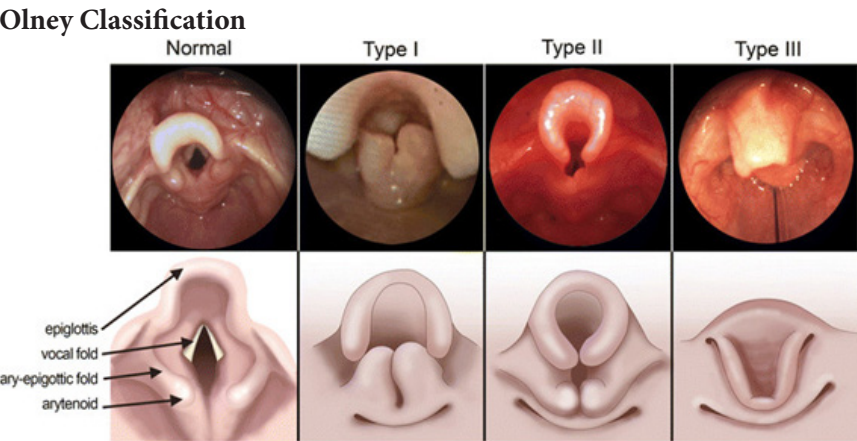 Olney Classification
Normal
Type I
Type II
Type III
epiglottis
vocal fold
ary-epigottic fold
arytenoid